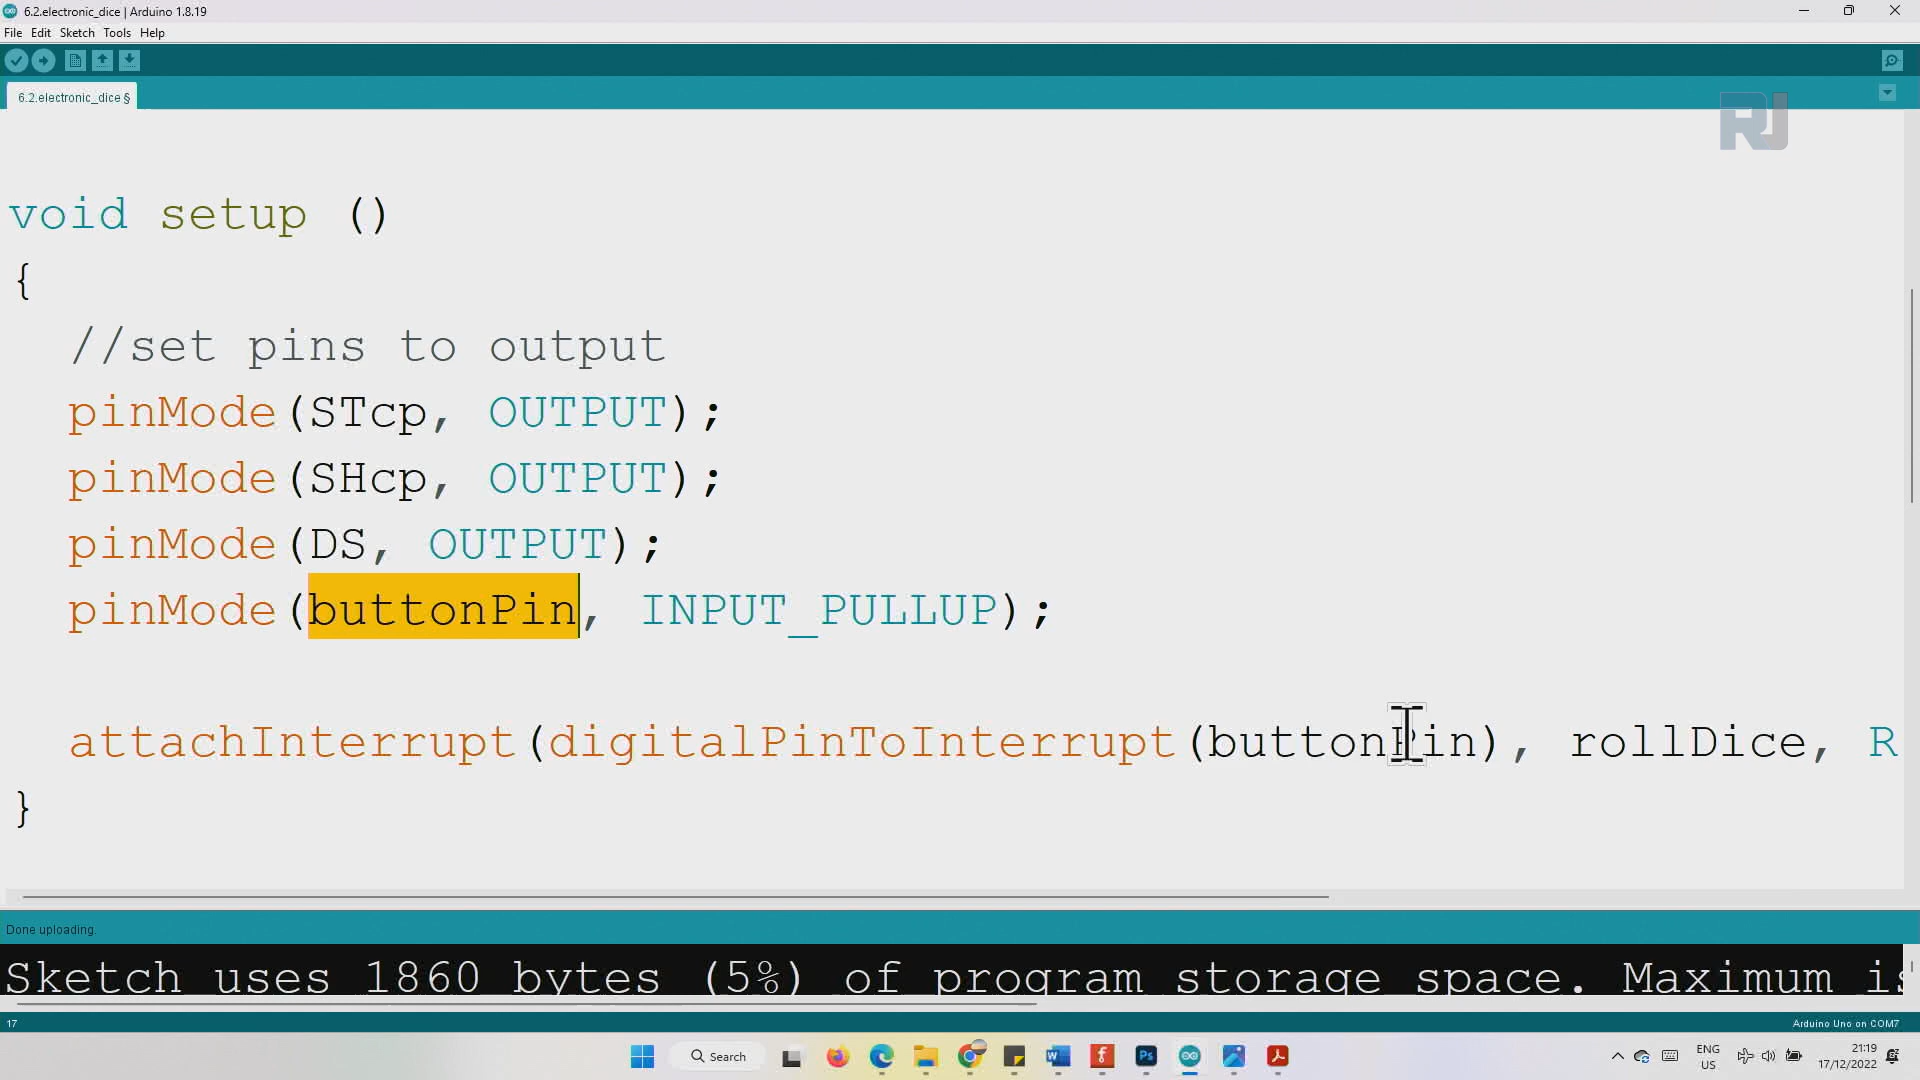 6.2.electronic_dice | Arduino 1.8.19
File Edit Sketch Tools Help
6.2.electronic_dice §
RJ
void setup ()
{
//set pins to output
pinMode(STcp, OUTPUT);
pinMode(SHcp, OUTPUT);
pinMode(DS, OUTPUT);
pinMode(buttonPin, INPUT_PULLUP);
attachInterrupt(digitalPinToInterrupt(buttonPin), rollDice, R
}
Done uploading.
Sketch uses 1860 bytes (5%) of program storage space. Maximum is
17
Arduino Uno on COM7
Search
ENG
US
21:19
17/12/2022